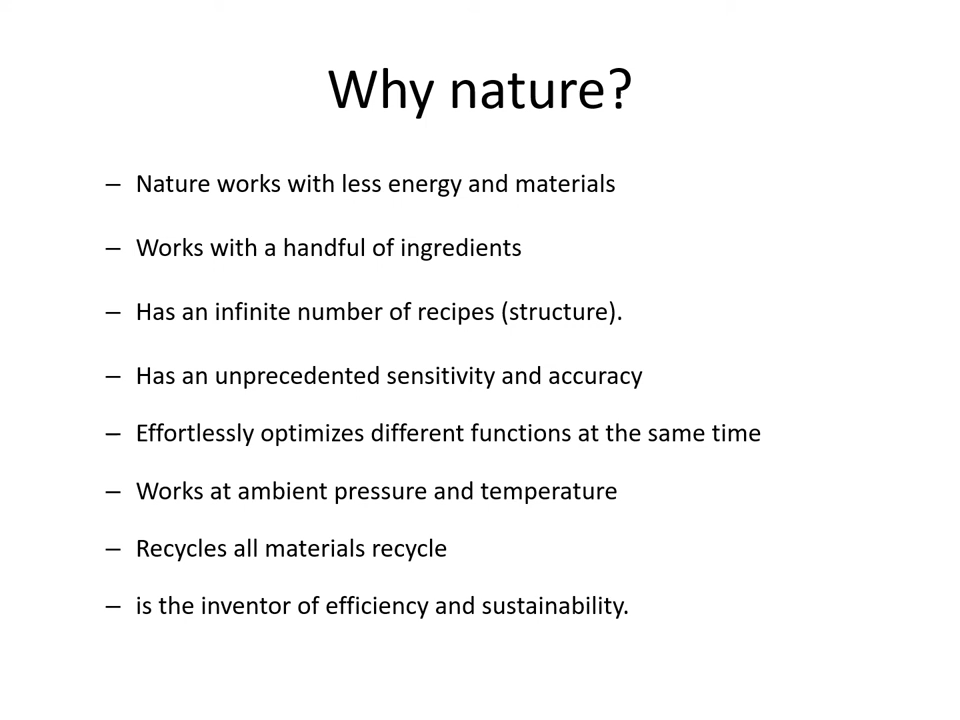 Why nature?
– Nature works with less energy and materials
– Works with a handful of ingredients
– Has an infinite number of recipes (structure).
– Has an unprecedented sensitivity and accuracy
– Effortlessly optimizes different functions at the same time
– Works at ambient pressure and temperature
– Recycles all materials recycle
– is the inventor of efficiency and sustainability.